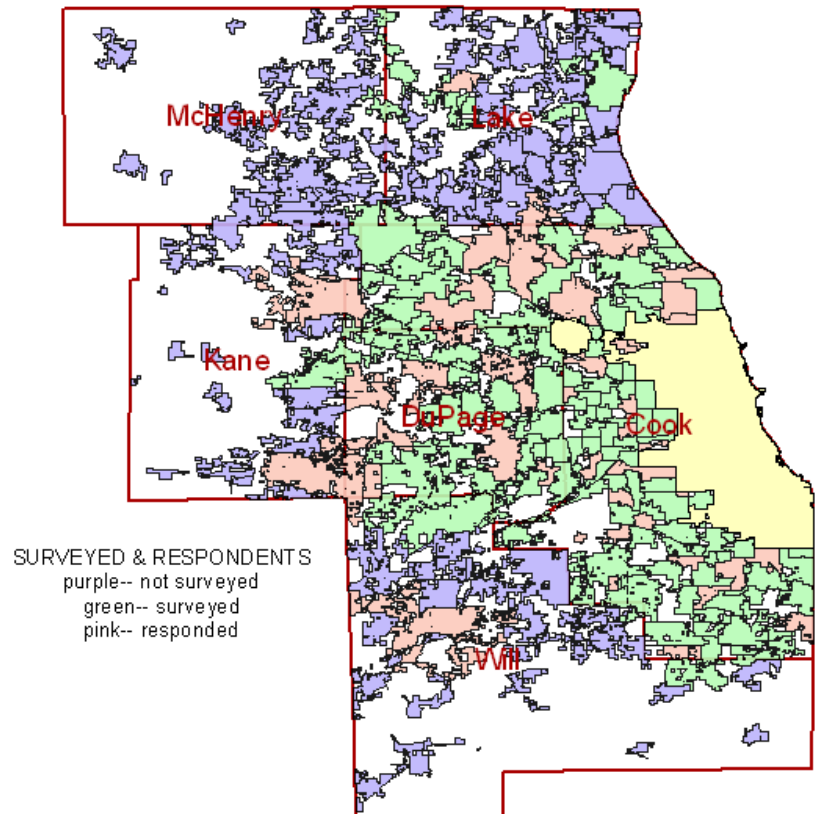 McHenry
Lake
Kane
DuPage
Cook
SURVEYED & RESPONDENTS
purple-- not surveyed
green-- surveyed
pink-- responded
Will